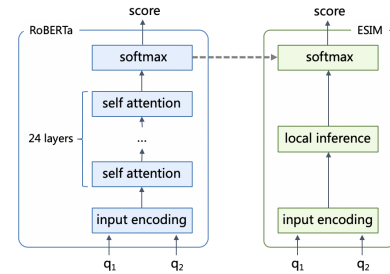 score
score
RoBERTa
ESIM
softmax
softmax
self attention
24 layers
...
local inference
self attention
input encoding
input encoding
q1
q2
q1
q2